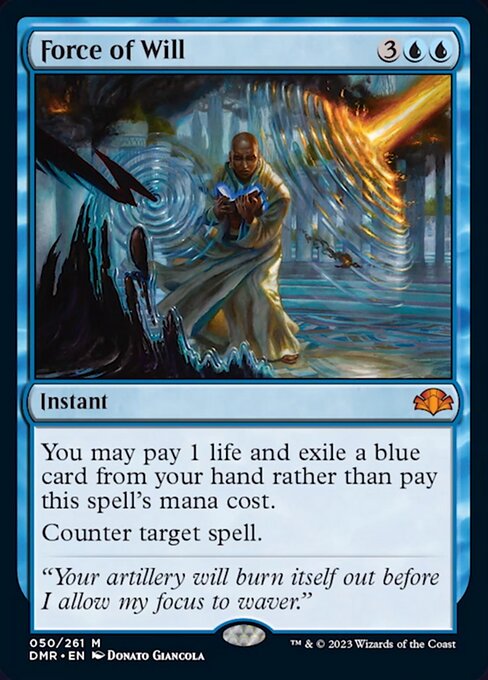 Force of Will 3
Instant
You may pay 1 life and exile a blue
card from your hand rather than pay
this spell's mana cost.
Counter target spell.
“Your artillery will burn itself out before
I allow my focus to waver.”
050/261 M
™ & © 2023 Wizards of the Coast
DMR • EN Donato Giancola